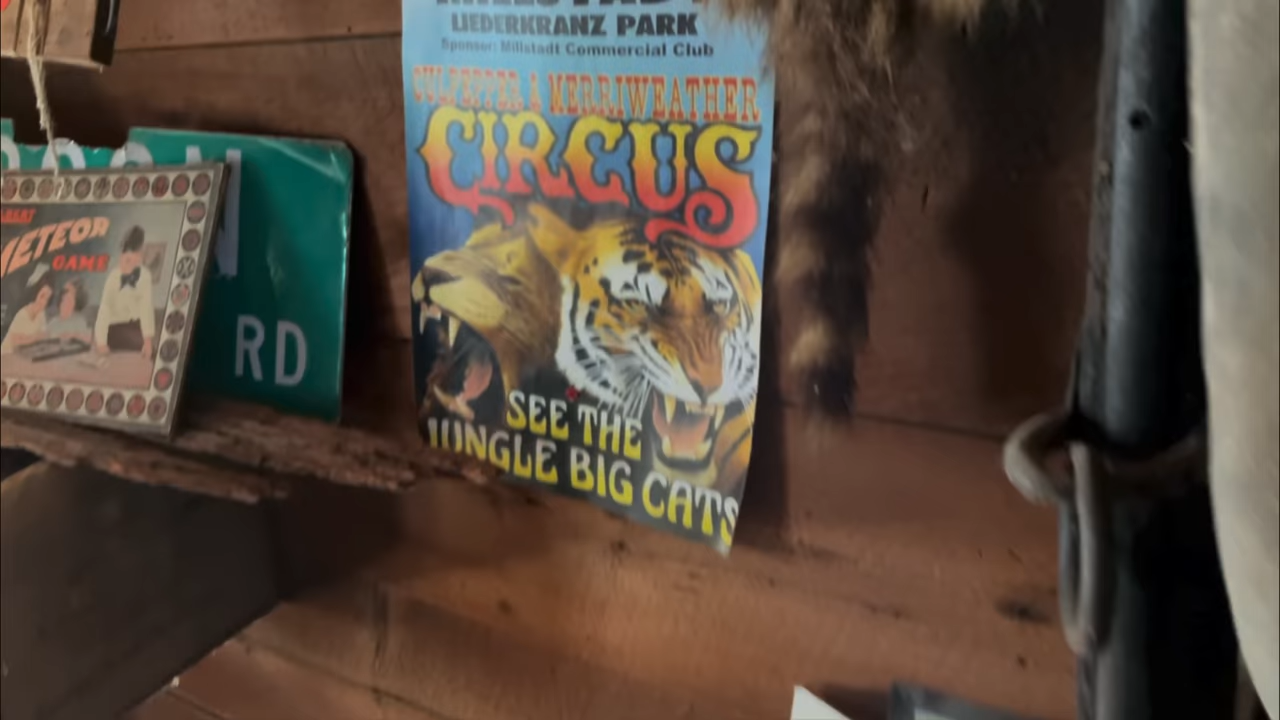 LIEDERKRANZ PARK
Sponsor: Millstadt Commercial Club
CULPEPPER & MERRIWEATHER
CIRCUS
SEE THE
JUNGLE BIG CATS
METEOR
GAME
RD